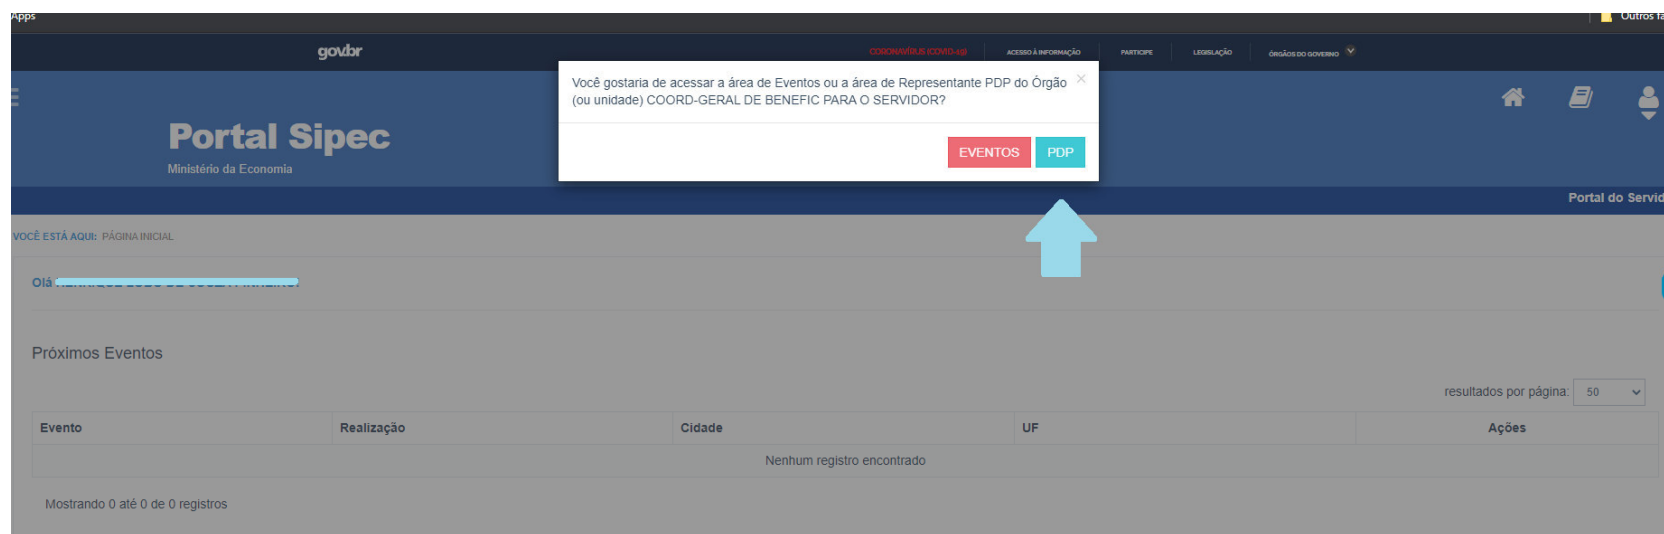 Apps
Outros fa
gov.br
CORONAVÍRUS (COVID-19)
ACESSO À INFORMAÇÃO
PARTICIPE
LEGISLAÇÃO
ÓRGÃOS DO GOVERNO
Você gostaria de acessar a área de Eventos ou a área de Representante PDP do Órgão
(ou unidade) COORD-GERAL DE BENEFIC PARA O SERVIDOR?
×
EVENTOS
PDP
Portal Sipec
Ministério da Economia
Portal do Servid
VOCÊ ESTÁ AQUI: PÁGINA INICIAL
Olá
Próximos Eventos
resultados por página: 50
Evento Realização Cidade UF Ações
Nenhum registro encontrado
Mostrando 0 até 0 de 0 registros